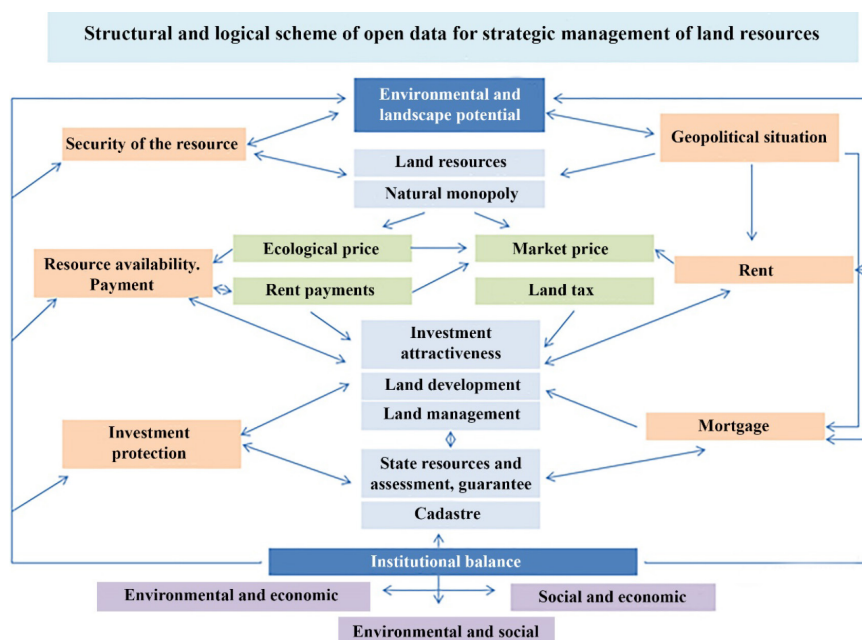 Structural and logical scheme of open data for strategic management of land resources
Environmental and
landscape potential
Security of the resource
Geopolitical situation
Land resources
Natural monopoly
Ecological price
Market price
Resource availability.
Payment
Rent
Rent payments
Land tax
Investment
attractiveness
Land development
Land management
Investment
protection
Mortgage
State resources and
assessment, guarantee
Cadastre
Institutional balance
Environmental and economic
Social and economic
Environmental and social